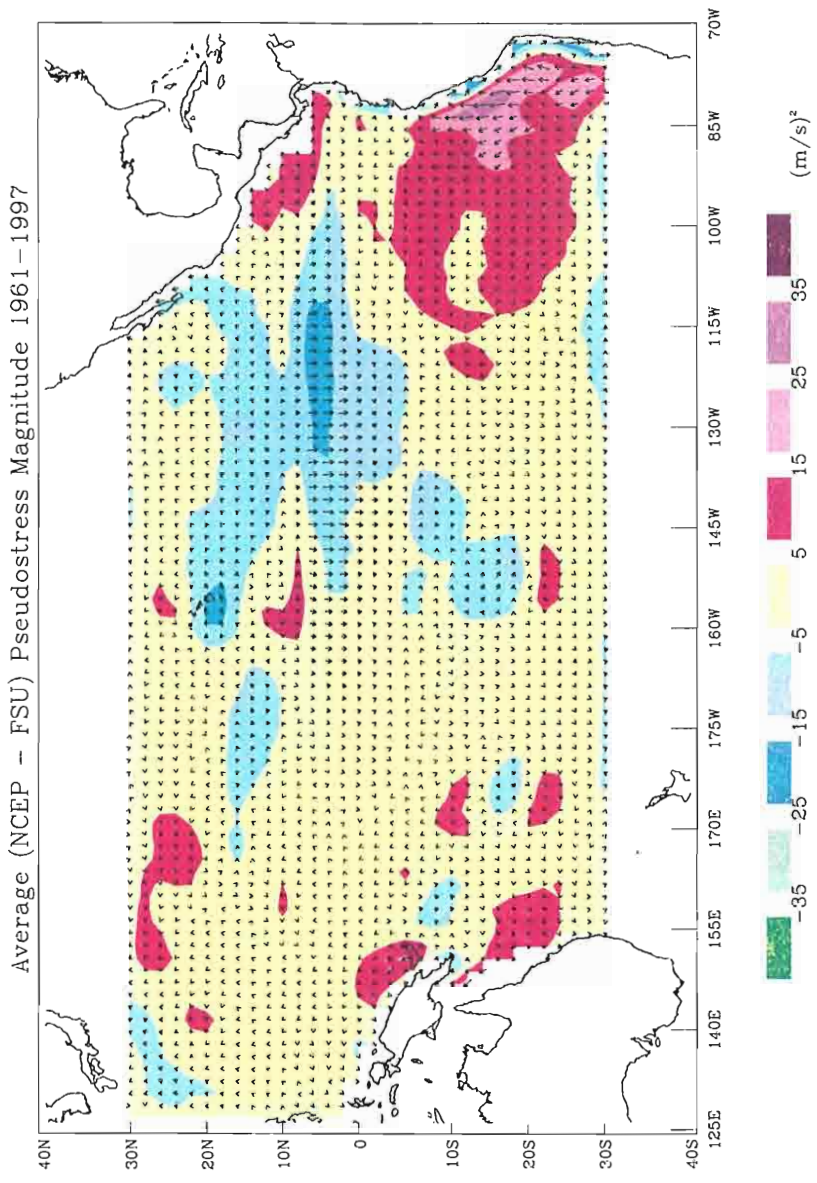 Average (NCEP – FSU) Pseudostress Magnitude 1961–1997
40N
30N
20N
10N
0
10S
20S
30S
40S
125E
140E
155E
170E
175W
160W
145W
130W
115W
100W
85W
70W
−35
−25
−15
−5
5
15
25
35
(m/s)²